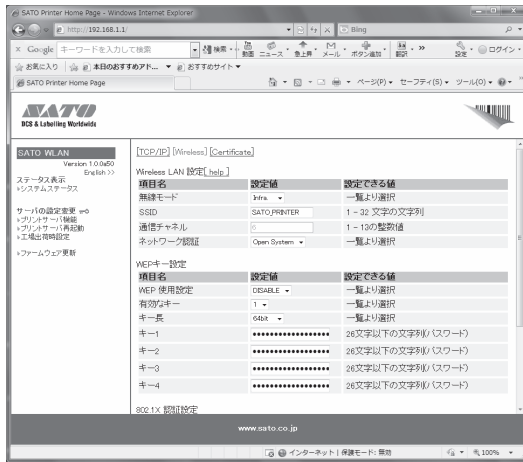 SATO Printer Home Page - Windows Internet Explorer
http://192.168.1.1/
Bing
Google キーワードを入力して検索 検索 動画 ニュース 急上昇 メール ボタン追加 翻訳 設定 ログイン
お気に入り 本日のおすすめアド... おすすめサイト
SATO Printer Home Page ページ(P) セーフティ(S) ツール(O)
SATO
DCS & Labelling Worldwide
SATO WLAN
Version 1.0.0a50
English >>
ステータス表示
»システムステータス
サーバの設定変更
»プリントサーバ機能
»プリントサーバ再起動
»工場出荷時設定
»ファームウェア更新
[TCP/IP] [Wireless] [Certificate]
Wireless LAN 設定[ help ]
項目名 設定値 設定できる値
無線モード Infra. 一覧より選択
SSID SATO_PRINTER 1 - 32 文字の文字列
通信チャネル 6 1 - 13の整数値
ネットワーク認証 Open System 一覧より選択
WEPキー設定
項目名 設定値 設定できる値
WEP 使用設定 DISABLE 一覧より選択
有効なキー 1 一覧より選択
キー長 64bit 一覧より選択
キー1 •••••••••••••••••• 26文字以下の文字列(パスワード)
キー2 •••••••••••••••••• 26文字以下の文字列(パスワード)
キー3 •••••••••••••••••• 26文字以下の文字列(パスワード)
キー4 •••••••••••••••••• 26文字以下の文字列(パスワード)
802.1X 認証設定
www.sato.co.jp
インターネット | 保護モード: 無効 100%